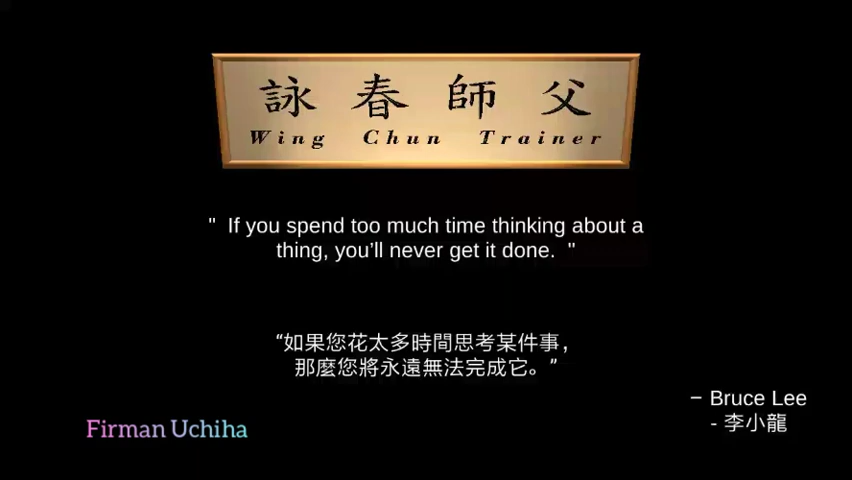 詠春師父
Wing Chun Trainer
" If you spend too much time thinking about a
thing, you’ll never get it done. "
“如果您花太多時間思考某件事，
那麼您將永遠無法完成它。”
– Bruce Lee
- 李小龍
Firman Uchiha